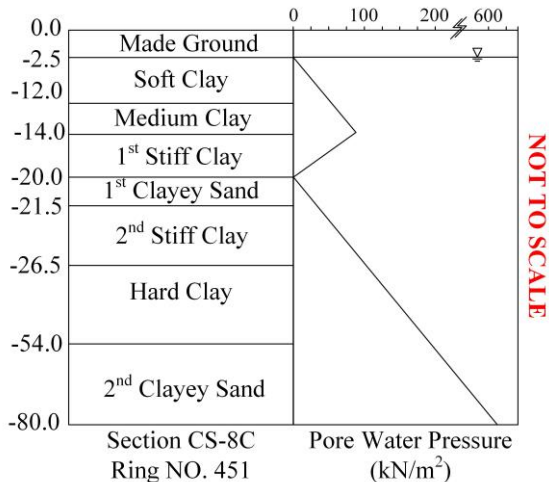 0 100 200 600
0.0
Made Ground
-2.5
Soft Clay
-12.0
Medium Clay
-14.0
1st Stiff Clay
-20.0
1st Clayey Sand
-21.5
2nd Stiff Clay
-26.5
Hard Clay
-54.0
2nd Clayey Sand
-80.0
NOT TO SCALE
Section CS-8C
Ring NO. 451
Pore Water Pressure
(kN/m²)